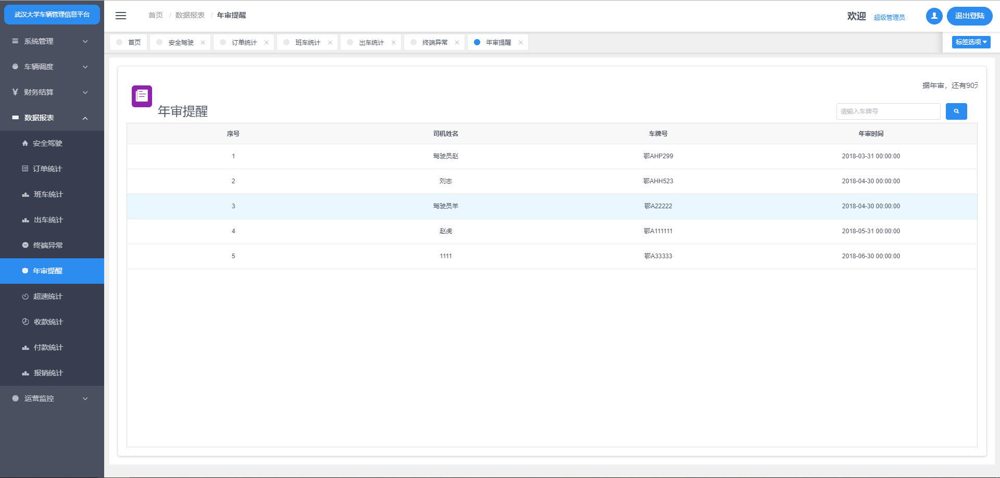 武汉大学车辆管理信息平台
系统管理
车辆调度
财务结算
数据报表
安全驾驶
订单统计
班车统计
出车统计
终端异常
年审提醒
超速统计
收款统计
付款统计
报销统计
运营监控
首页 / 数据报表 / 年审提醒
欢迎 超级管理员 退出登陆
首页 安全驾驶 订单统计 班车统计 出车统计 终端异常 年审提醒 标签选项
据年审，还有90天
年审提醒
请输入车牌号
序号 司机姓名 车牌号 年审时间
1 驾驶员赵 鄂AHP299 2018-03-31 00:00:00
2 刘志 鄂AHH523 2018-04-30 00:00:00
3 驾驶员羊 鄂A22222 2018-04-30 00:00:00
4 赵虎 鄂A111111 2018-05-31 00:00:00
5 1111 鄂A33333 2018-06-30 00:00:00